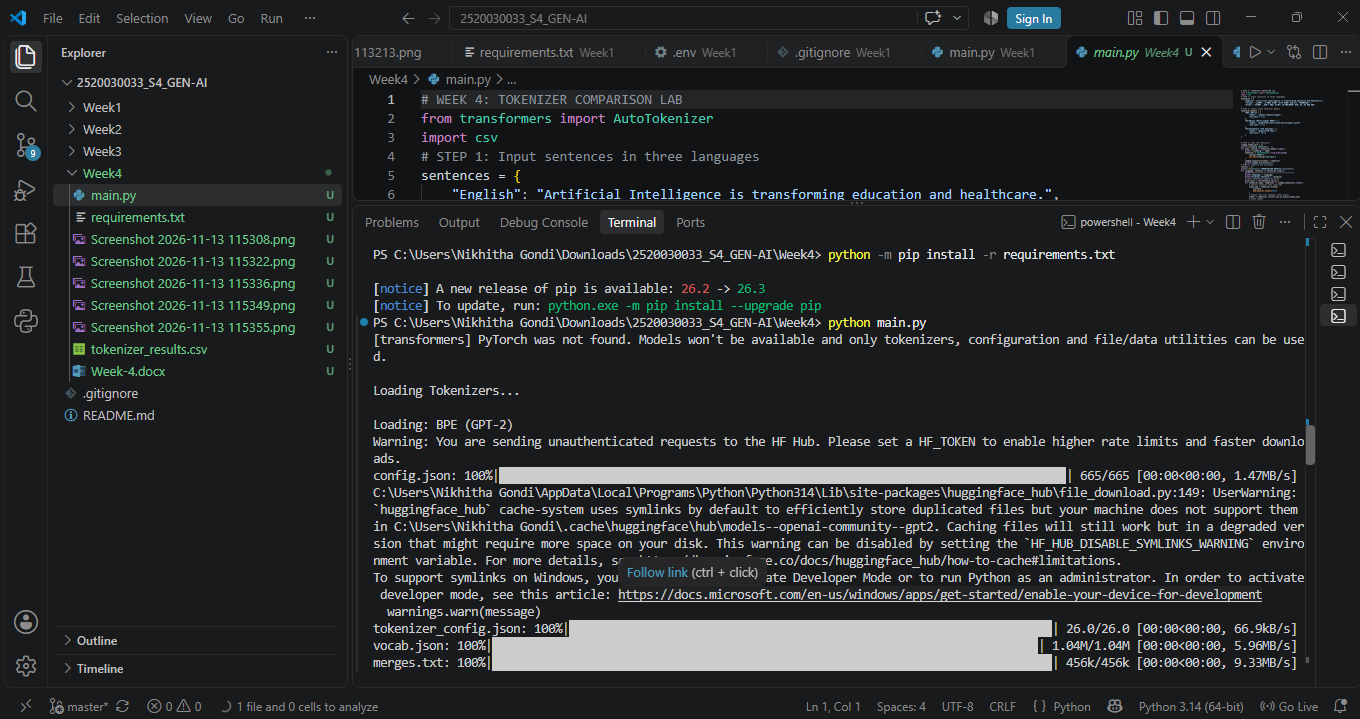 File Edit Selection View Go Run ··· 2520030033_S4_GEN-AI Sign In
Explorer ···
2520030033_S4_GEN-AI
Week1
Week2
Week3
Week4
main.py U
requirements.txt U
Screenshot 2026-11-13 115308.png U
Screenshot 2026-11-13 115322.png U
Screenshot 2026-11-13 115336.png U
Screenshot 2026-11-13 115349.png U
Screenshot 2026-11-13 115355.png U
tokenizer_results.csv U
Week-4.docx U
.gitignore
README.md
Outline
Timeline
9
113213.png requirements.txt Week1 .env Week1 .gitignore Week1 main.py Week1 main.py Week4 U
Week4 > main.py > ...
1 # WEEK 4: TOKENIZER COMPARISON LAB
2 from transformers import AutoTokenizer
3 import csv
4 # STEP 1: Input sentences in three languages
5 sentences = {
6 "English": "Artificial Intelligence is transforming education and healthcare.",
Problems Output Debug Console Terminal Ports powershell - Week4
PS C:\Users\Nikhitha Gondi\Downloads\2520030033_S4_GEN-AI\Week4> python -m pip install -r requirements.txt
[notice] A new release of pip is available: 26.2 -> 26.3
[notice] To update, run: python.exe -m pip install --upgrade pip
PS C:\Users\Nikhitha Gondi\Downloads\2520030033_S4_GEN-AI\Week4> python main.py
[transformers] PyTorch was not found. Models won't be available and only tokenizers, configuration and file/data utilities can be use
d.
Loading Tokenizers...
Loading: BPE (GPT-2)
Warning: You are sending unauthenticated requests to the HF Hub. Please set a HF_TOKEN to enable higher rate limits and faster downlo
ads.
config.json: 100%| | 665/665 [00:00<00:00, 1.47MB/s]
C:\Users\Nikhitha Gondi\AppData\Local\Programs\Python\Python314\Lib\site-packages\huggingface_hub\file_download.py:149: UserWarning:
`huggingface_hub` cache-system uses symlinks by default to efficiently store duplicated files but your machine does not support them
in C:\Users\Nikhitha Gondi\.cache\huggingface\hub\models--openai-community--gpt2. Caching files will still work but in a degraded ver
sion that might require more space on your disk. This warning can be disabled by setting the `HF_HUB_DISABLE_SYMLINKS_WARNING` enviro
nment variable. For more details, co/docs/huggingface_hub/how-to-cache#limitations.
Follow link (ctrl + click)
To support symlinks on Windows, you ate Developer Mode or to run Python as an administrator. In order to activate
developer mode, see this article: https://docs.microsoft.com/en-us/windows/apps/get-started/enable-your-device-for-development
warnings.warn(message)
tokenizer_config.json: 100%| | 26.0/26.0 [00:00<00:00, 66.9kB/s]
vocab.json: 100%| | 1.04M/1.04M [00:00<00:00, 5.96MB/s]
merges.txt: 100%| | 456k/456k [00:00<00:00, 9.33MB/s]
master* 0 0 1 file and 0 cells to analyze Ln 1, Col 1 Spaces: 4 UTF-8 CRLF { } Python Python 3.14 (64-bit) Go Live